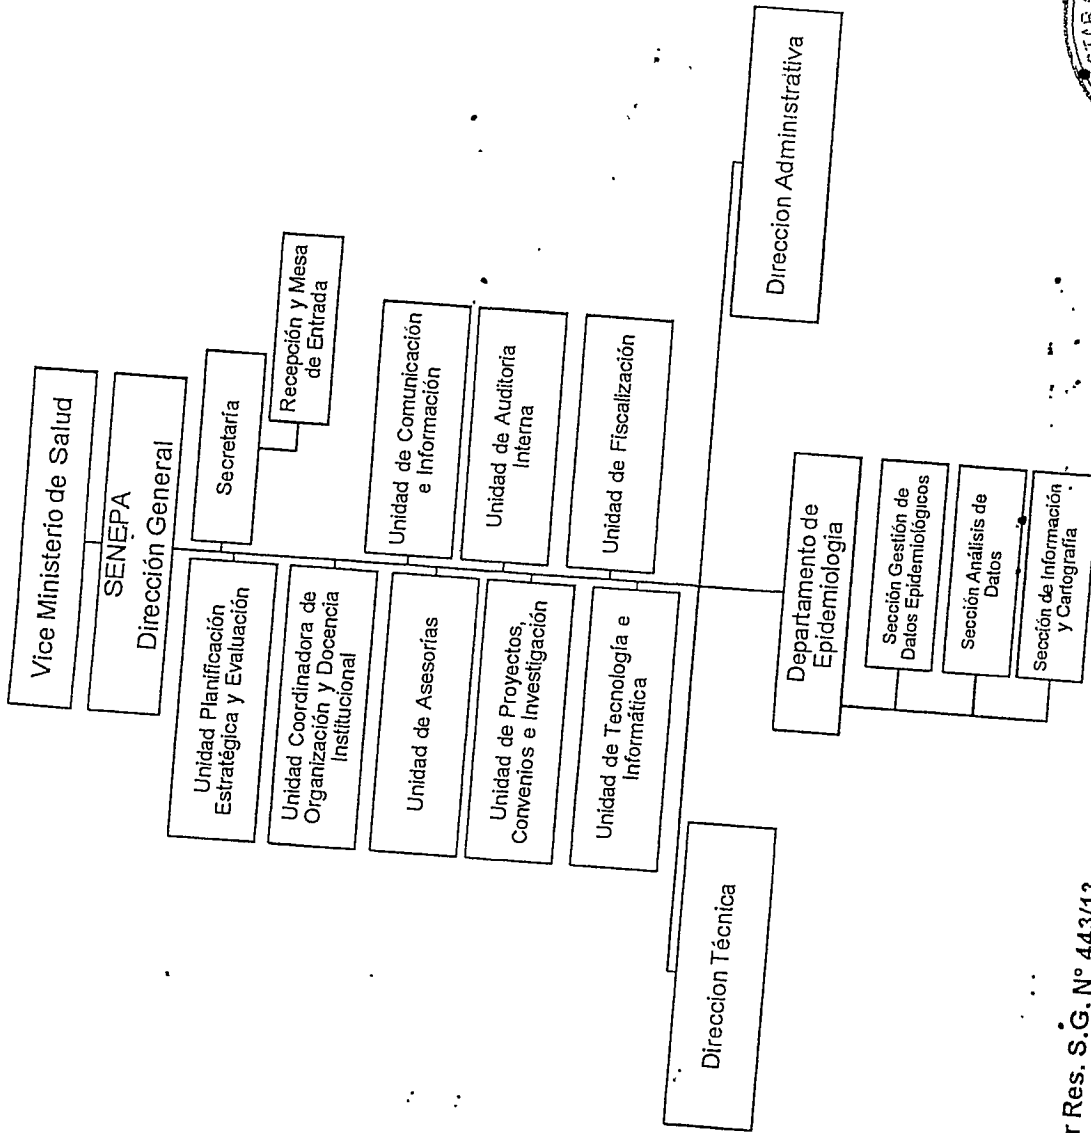 Vice Ministerio de Salud
SENEPA
Dirección General
Secretaría
Recepción y Mesa
de Entrada
Unidad Planificación
Estratégica y Evaluación
Unidad Coordinadora de
Organización y Docencia
Institucional
Unidad de Comunicación
e Información
Unidad de Asesorías
Unidad de Auditoría
Interna
Unidad de Proyectos,
Convenios e Investigación
Unidad de Fiscalización
Unidad de Tecnología e
Informática
Direccion Técnica
Direccion Administrativa
Departamento de
Epidemiología
Sección Gestión de
Datos Epidemiológicos
Sección Análisis de
Datos
Sección de Información
y Cartografía
r Res. S.G. N° 443/12